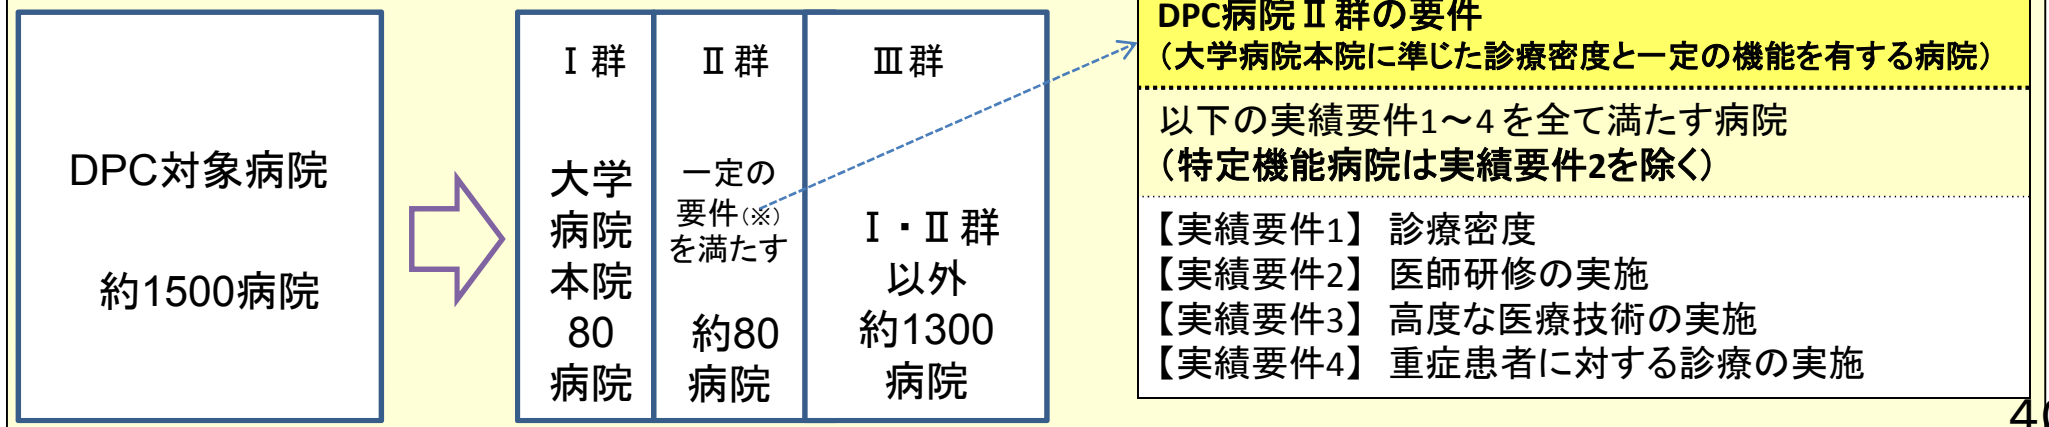 DPC対象病院
約1500病院
Ⅰ群
大学
病院
本院
80
病院
Ⅱ群
一定の
要件(※)
を満たす
約80
病院
Ⅲ群
Ⅰ・Ⅱ群
以外
約1300
病院
DPC病院Ⅱ群の要件
（大学病院本院に準じた診療密度と一定の機能を有する病院）
以下の実績要件1～4を全て満たす病院
（特定機能病院は実績要件2を除く）
【実績要件1】 診療密度
【実績要件2】 医師研修の実施
【実績要件3】 高度な医療技術の実施
【実績要件4】 重症患者に対する診療の実施